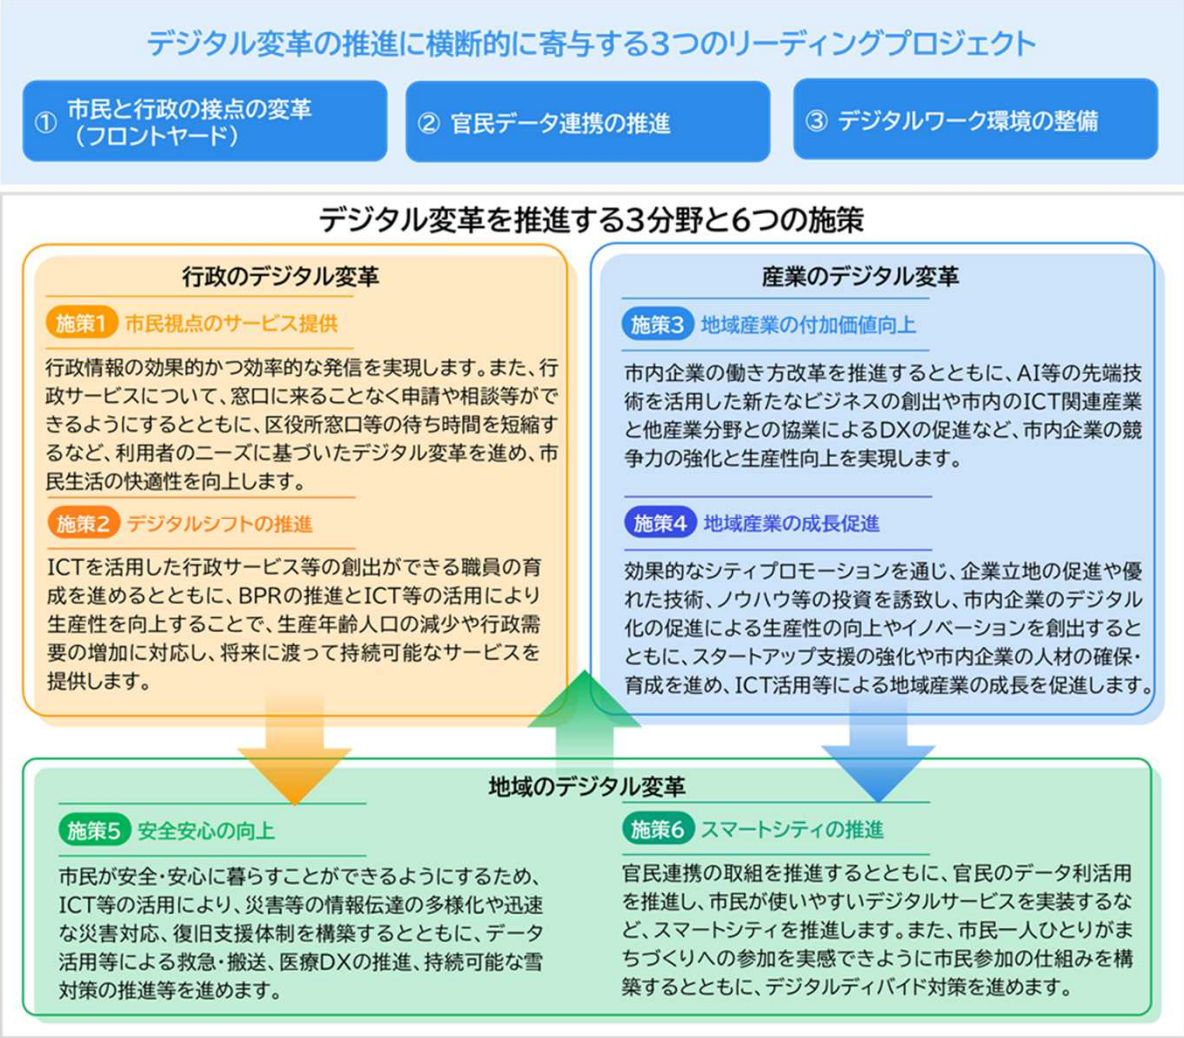 デジタル変革の推進に横断的に寄与する3つのリーディングプロジェクト
① 市民と行政の接点の変革
（フロントヤード）
② 官民データ連携の推進
③ デジタルワーク環境の整備
デジタル変革を推進する3分野と6つの施策
行政のデジタル変革
施策1 市民視点のサービス提供
行政情報の効果的かつ効率的な発信を実現します。また、行
政サービスについて、窓口に来ることなく申請や相談等がで
きるようにするとともに、区役所窓口等の待ち時間を短縮す
るなど、利用者のニーズに基づいたデジタル変革を進め、市
民生活の快適性を向上します。
施策2 デジタルシフトの推進
ICTを活用した行政サービス等の創出ができる職員の育
成を進めるとともに、BPRの推進とICT等の活用により
生産性を向上することで、生産年齢人口の減少や行政需
要の増加に対応し、将来に渡って持続可能なサービスを
提供します。
産業のデジタル変革
施策3 地域産業の付加価値向上
市内企業の働き方改革を推進するとともに、AI等の先端技
術を活用した新たなビジネスの創出や市内のICT関連産業
と他産業分野との協業によるDXの促進など、市内企業の競
争力の強化と生産性向上を実現します。
施策4 地域産業の成長促進
効果的なシティプロモーションを通じ、企業立地の促進や優
れた技術、ノウハウ等の投資を誘致し、市内企業のデジタル
化の促進による生産性の向上やイノベーションを創出すると
ともに、スタートアップ支援の強化や市内企業の人材の確保・
育成を進め、ICT活用等による地域産業の成長を促進します。
地域のデジタル変革
施策5 安全安心の向上
市民が安全・安心に暮らすことができるようにするため、
ICT等の活用により、災害等の情報伝達の多様化や迅速
な災害対応、復旧支援体制を構築するとともに、データ
活用等による救急・搬送、医療DXの推進、持続可能な雪
対策の推進等を進めます。
施策6 スマートシティの推進
官民連携の取組を推進するとともに、官民のデータ利活用
を推進し、市民が使いやすいデジタルサービスを実装するな
ど、スマートシティを推進します。また、市民一人ひとりがま
ちづくりへの参加を実感できように市民参加の仕組みを構
築するとともに、デジタルディバイド対策を進めます。